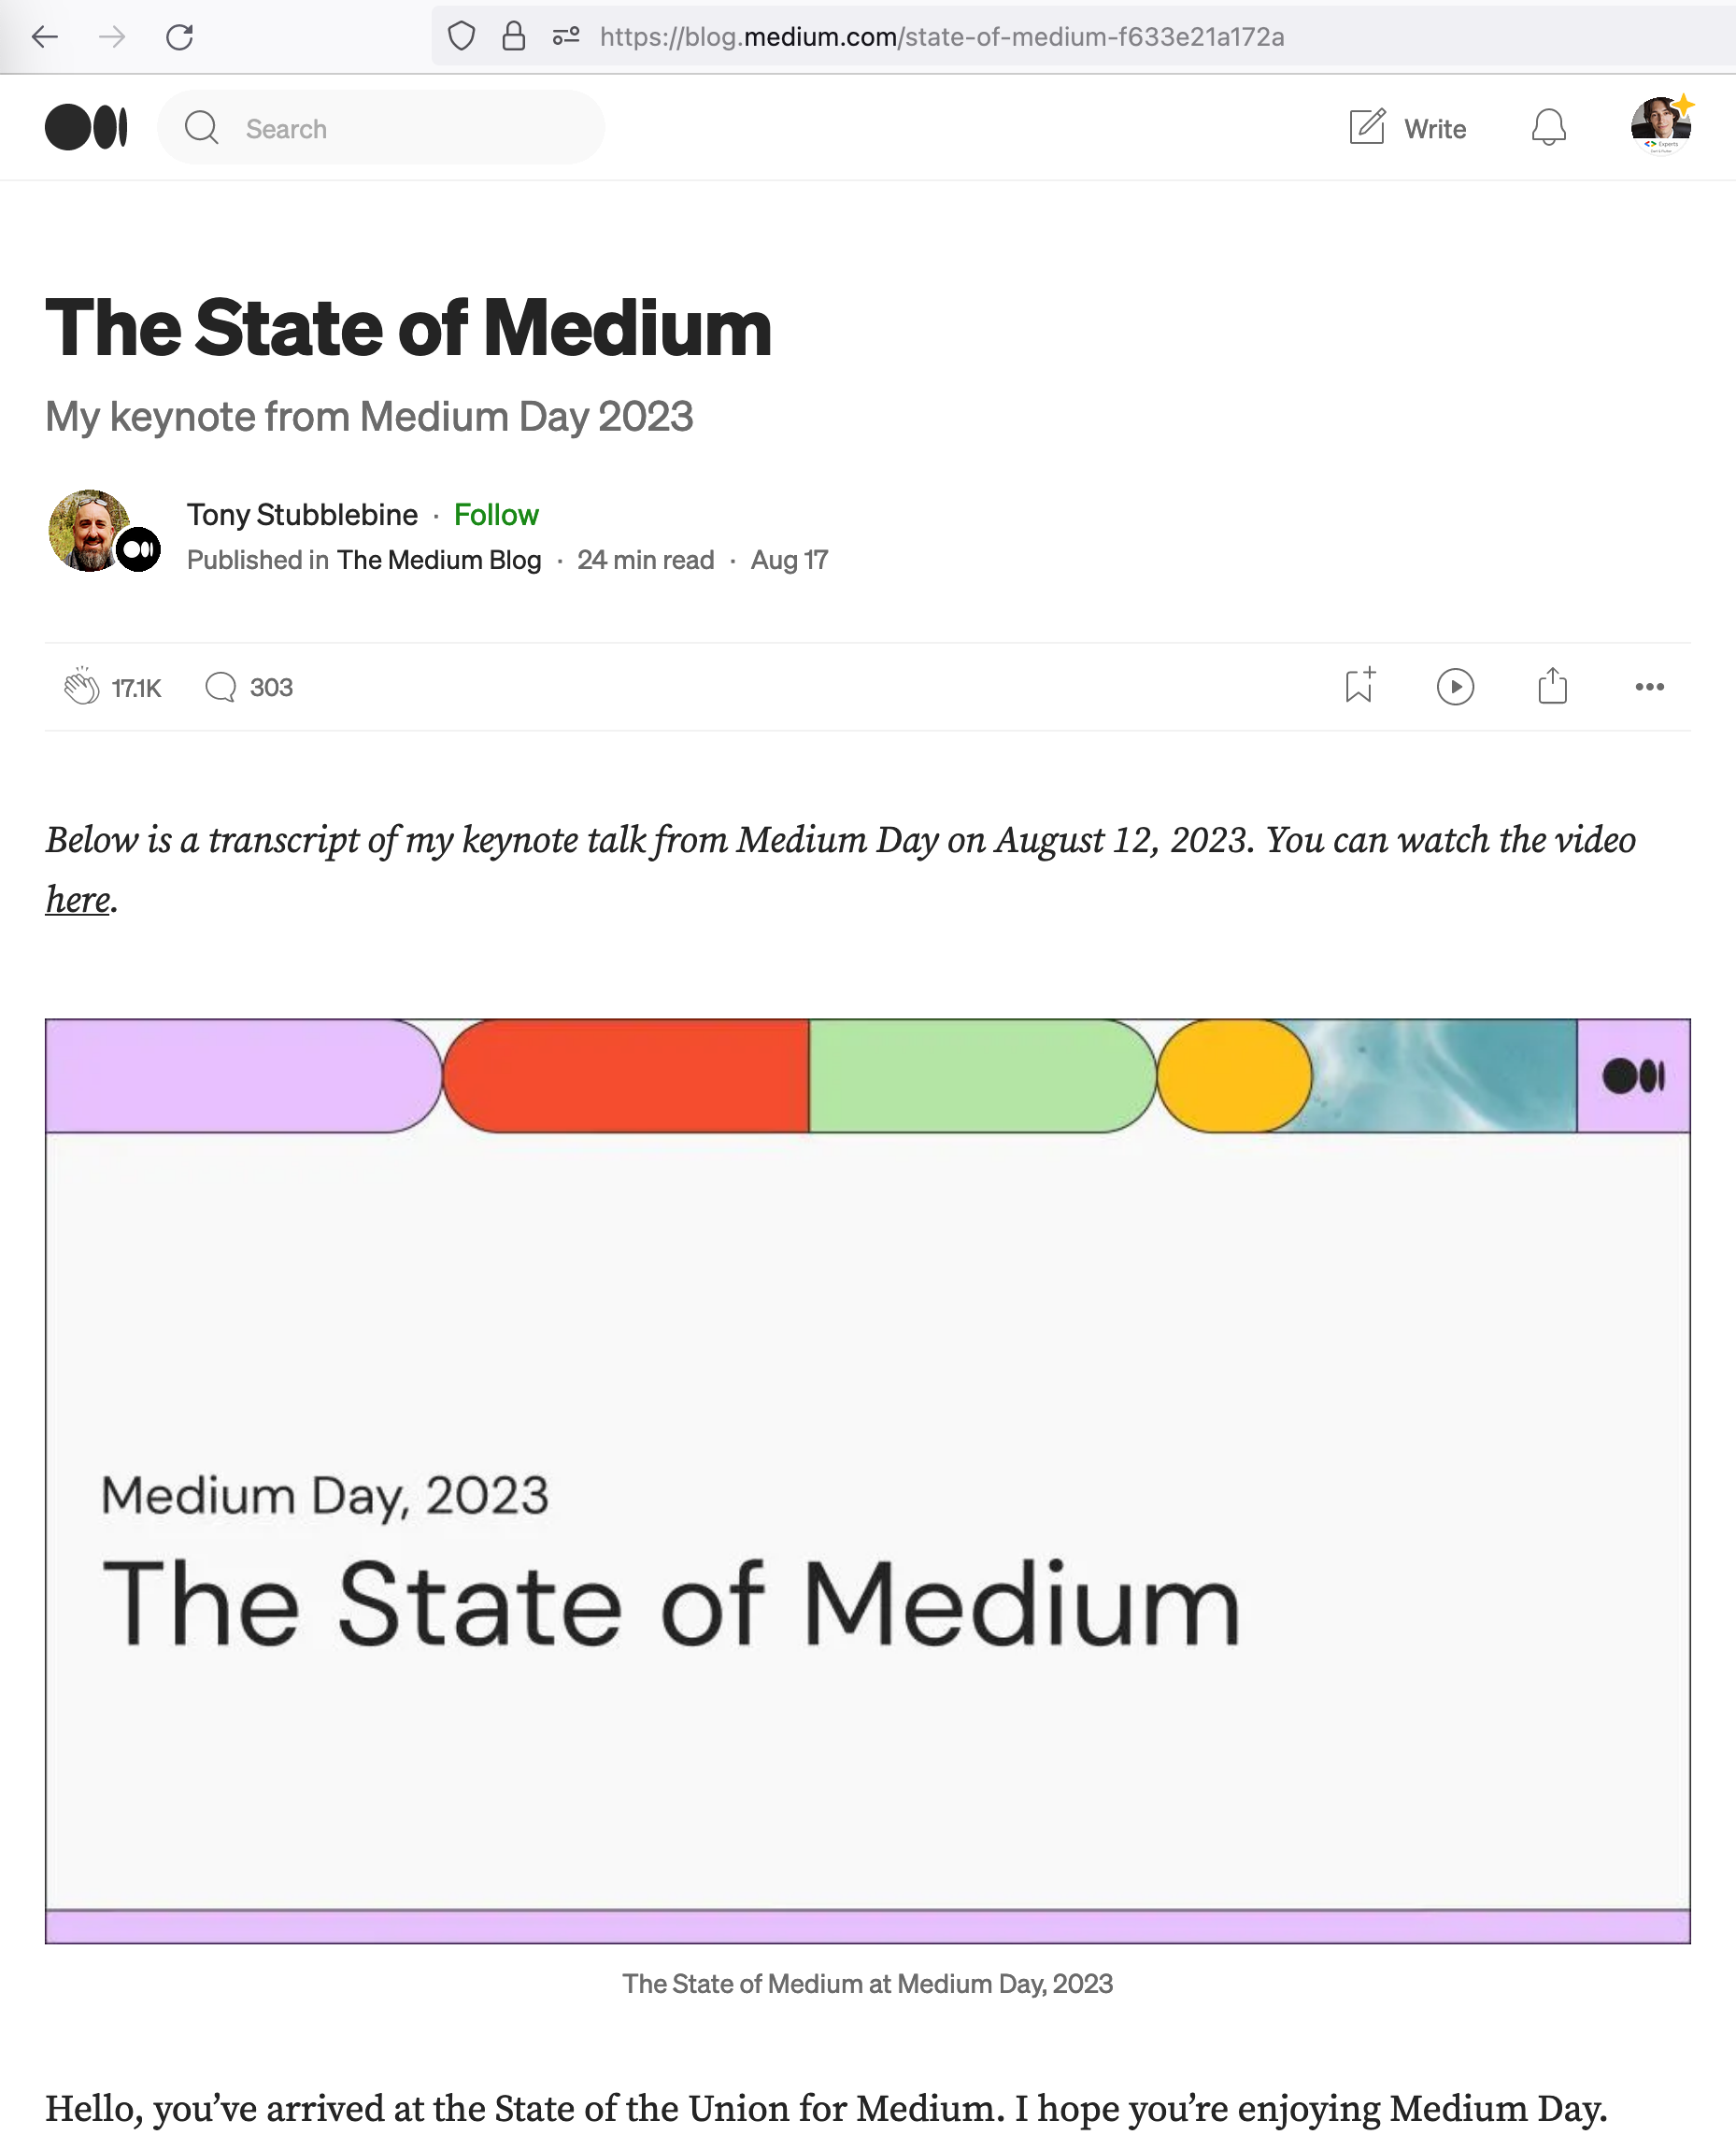 https://blog.medium.com/state-of-medium-f633e21a172a
Search
Write
Experts
The State of Medium
My keynote from Medium Day 2023
Tony Stubblebine · Follow
Published in The Medium Blog · 24 min read · Aug 17
17.1K
303
Below is a transcript of my keynote talk from Medium Day on August 12, 2023. You can watch the video
here.
Medium Day, 2023
The State of Medium
The State of Medium at Medium Day, 2023
Hello, you’ve arrived at the State of the Union for Medium. I hope you’re enjoying Medium Day.